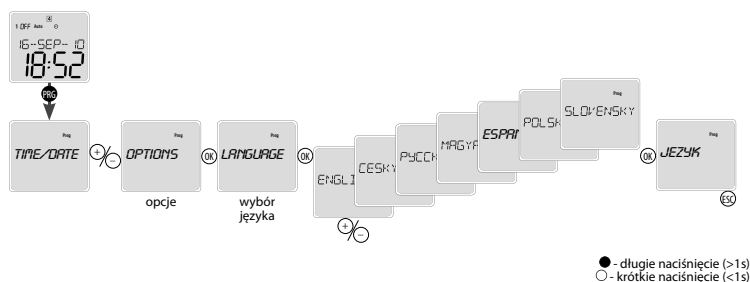 1 OFF Auto
16-SEP-10
18:52
PRG
Prog
TIME/DATE
+/-
Prog
OPTIONS
opcje
OK
Prog
LANGUAGE
wybór
języka
OK
ENGLI
CESKY
РУССК
MAGYA
ESPAN
POLSK
Prog
SLOVENSKY
+/-
OK
Prog
JEZYK
ESC
- długie naciśnięcie (>1s)
- krótkie naciśnięcie (<1s)